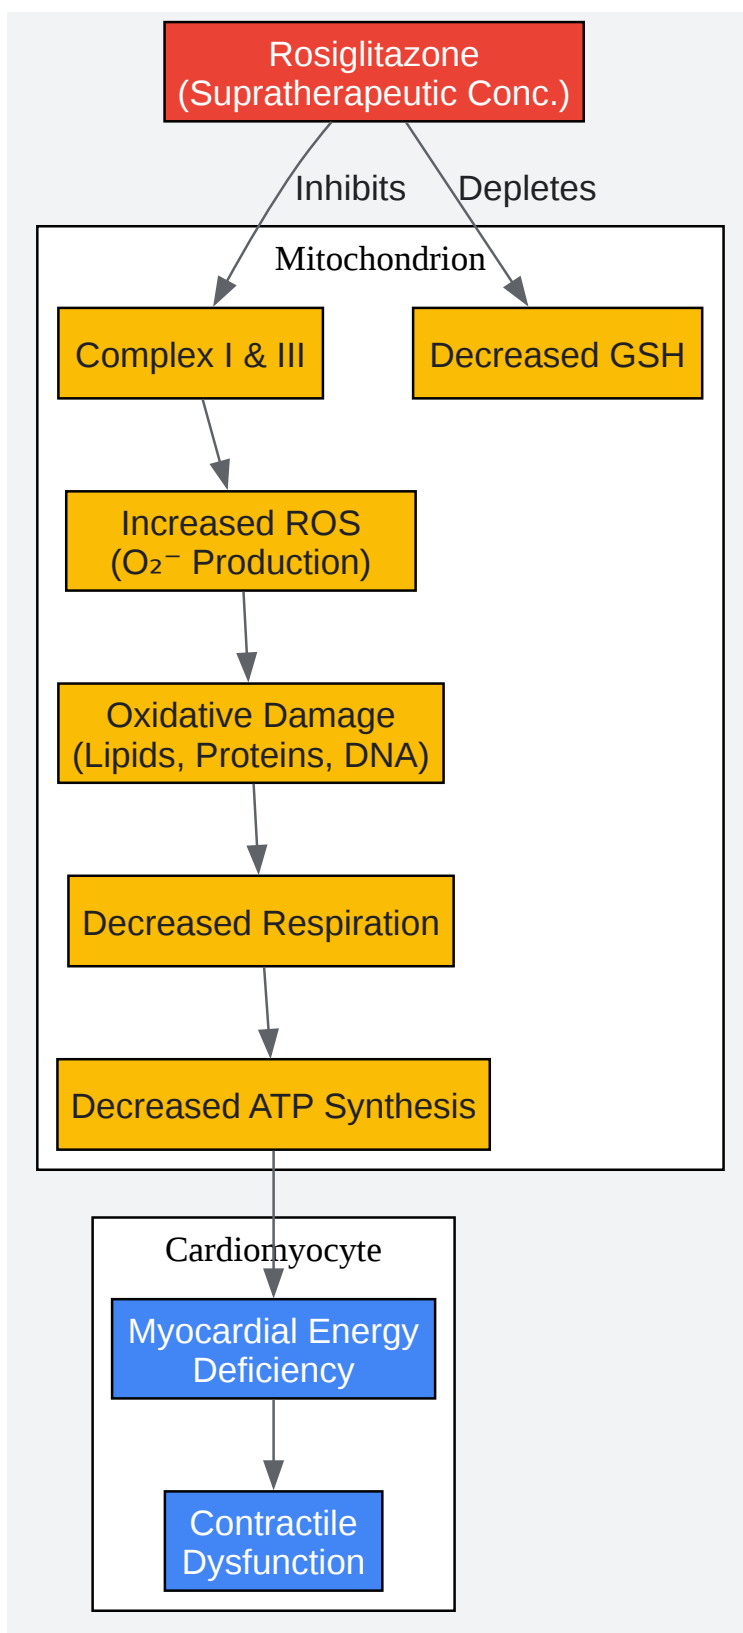 Rosiglitazone
(Supratherapeutic Conc.)
Inhibits
Depletes
Mitochondrion
Complex I & III
Decreased GSH
Increased ROS
(O₂⁻ Production)
Oxidative Damage
(Lipids, Proteins, DNA)
Decreased Respiration
Decreased ATP Synthesis
Cardiomyocyte
Myocardial Energy
Deficiency
Contractile
Dysfunction